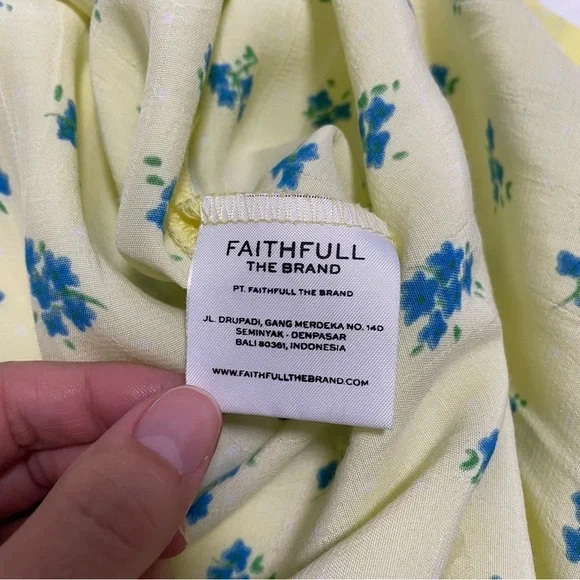 FAITHFULL
THE BRAND
PT. FAITHFULL THE BRAND
JL. DRUPADI, GANG MERDEKA NO. 14D
SEMINYAK - DENPASAR
BALI 80361, INDONESIA
WWW.FAITHFULLTHEBRAND.COM